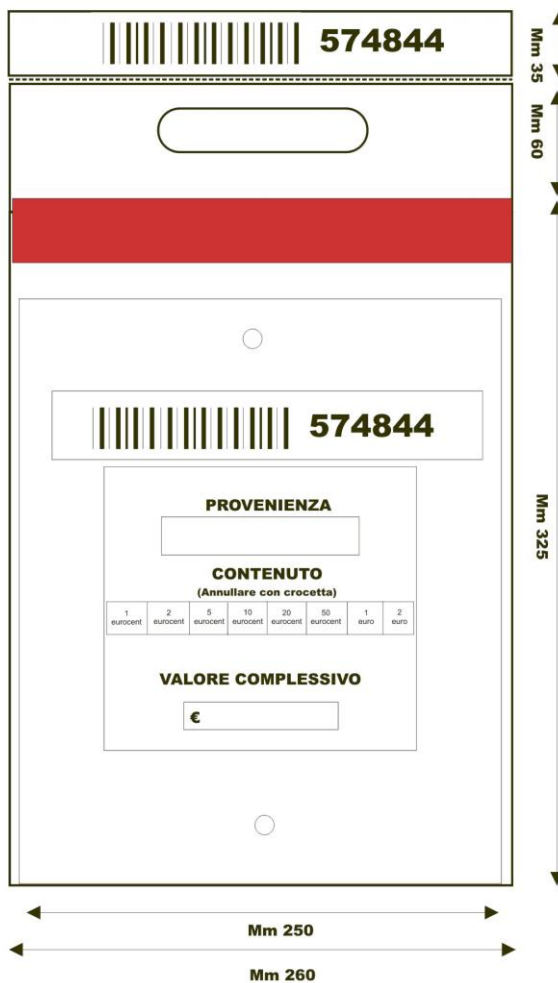 574844
Mm 35
Mm 60
574844
PROVENIENZA
CONTENUTO
(Annullare con crocetta)
1 eurocent 2 eurocent 5 eurocent 10 eurocent 20 eurocent 50 eurocent 1 euro 2 euro
VALORE COMPLESSIVO
€
Mm 325
Mm 250
Mm 260